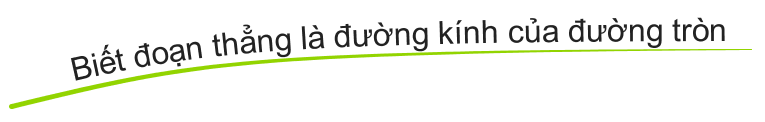 Biết đoạn thẳng là đường kính của đường tròn